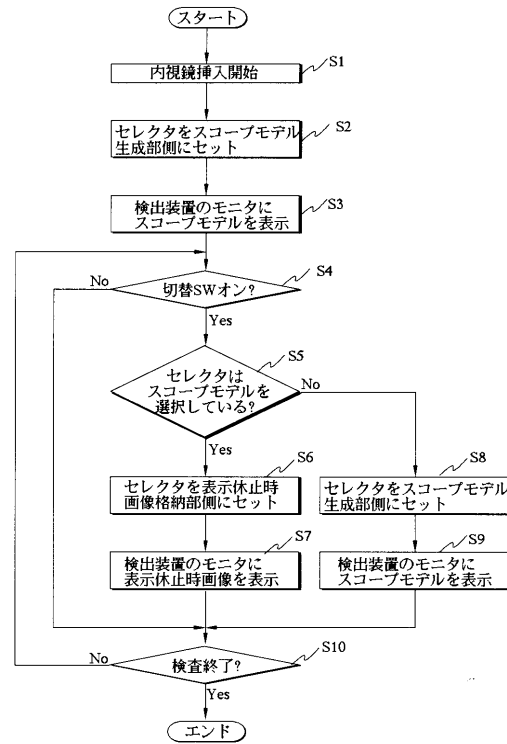 スタート
S1
内視鏡挿入開始
S2
セレクタをスコープモデル
生成部側にセット
S3
検出装置のモニタに
スコープモデルを表示
S4
No
切替SWオン?
Yes
S5
セレクタは
スコープモデルを
選択している?
No
Yes
S6
セレクタを表示休止時
画像格納部側にセット
S8
セレクタをスコープモデル
生成部側にセット
S7
検出装置のモニタに
表示休止時画像を表示
S9
検出装置のモニタに
スコープモデルを表示
S10
No
検査終了?
Yes
エンド